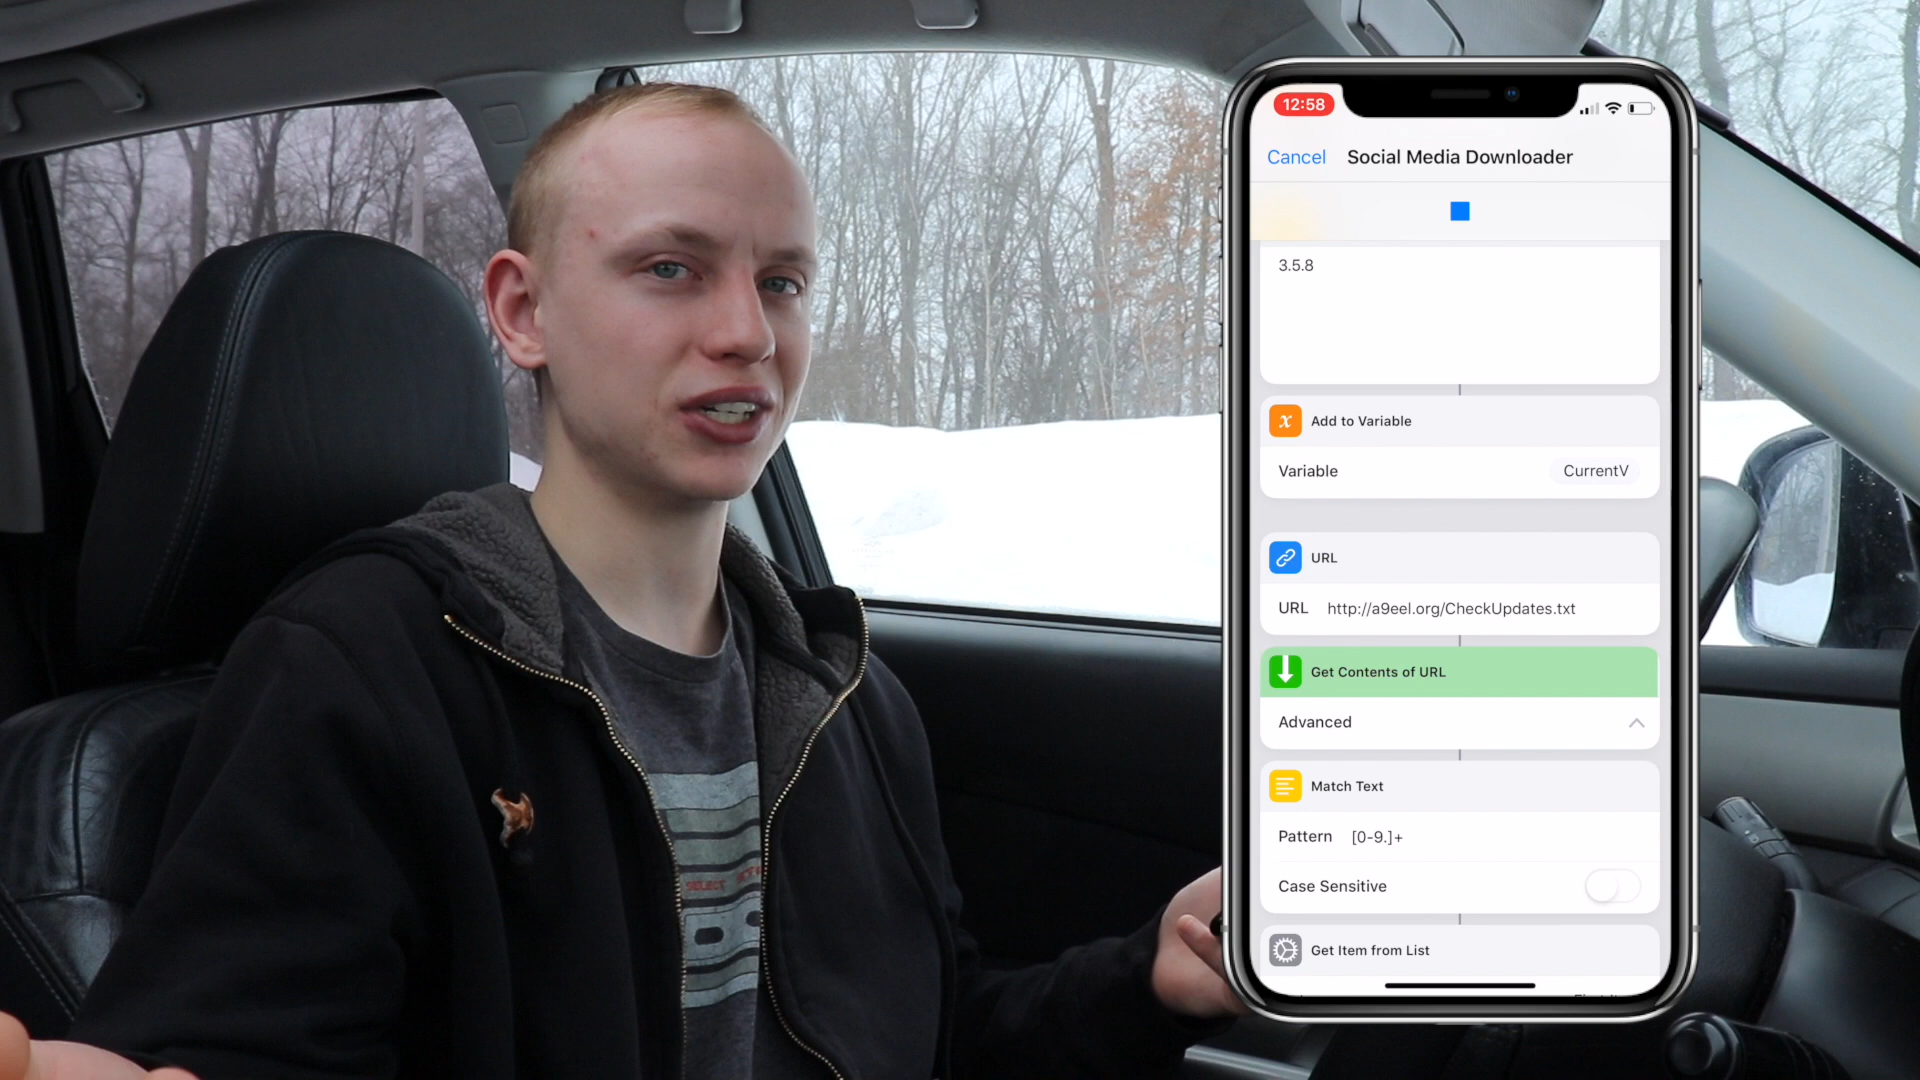 12:58
Cancel
Social Media Downloader
3.5.8
Add to Variable
Variable
CurrentV
URL
URL
http://a9eel.org/CheckUpdates.txt
Get Contents of URL
Advanced
Match Text
Pattern
[0-9.]+
Case Sensitive
Get Item from List
SELECT